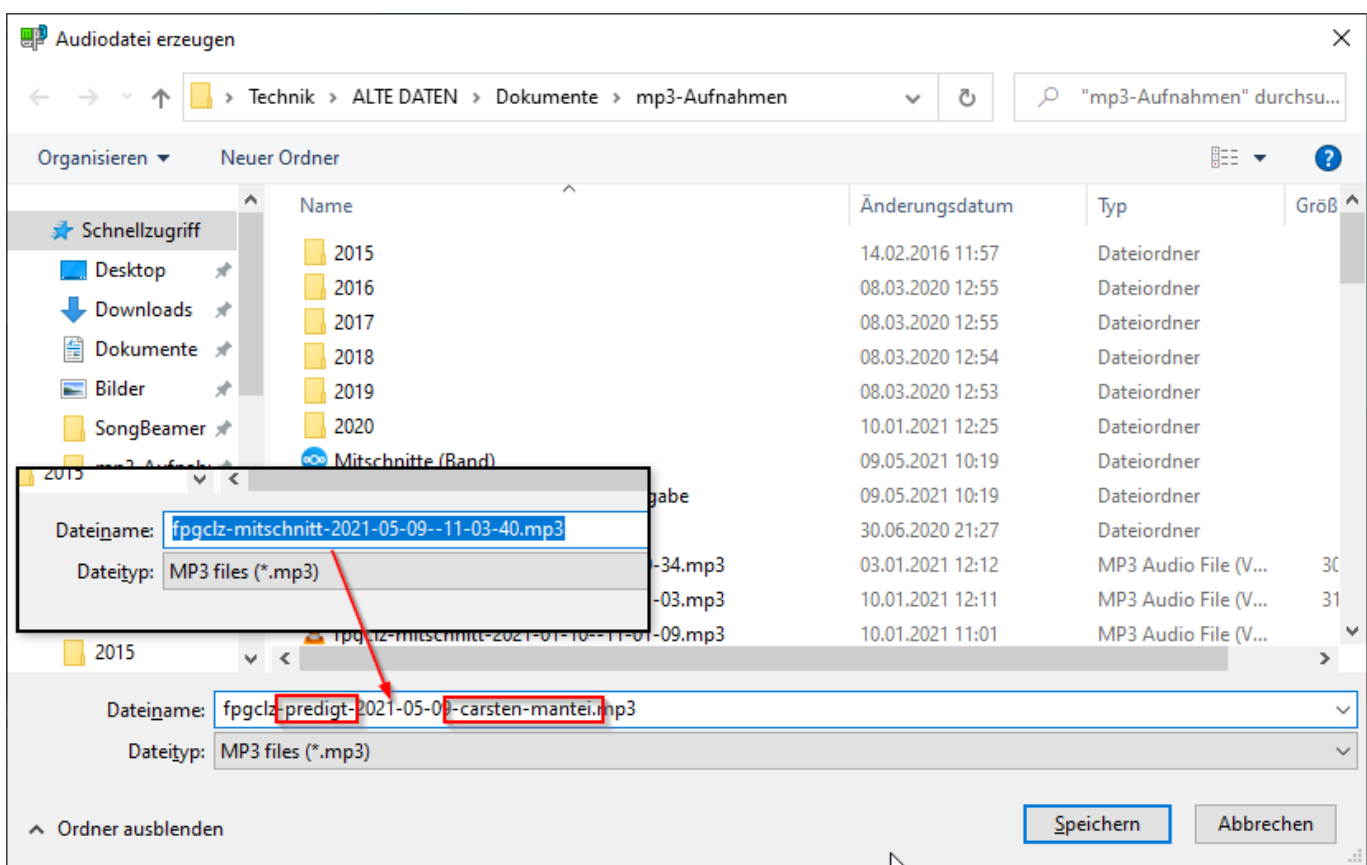 Audiodatei erzeugen
Technik > ALTE DATEN > Dokumente > mp3-Aufnahmen
"mp3-Aufnahmen" durchsu...
Organisieren Neuer Ordner
Name Änderungsdatum Typ Größ
Schnellzugriff
Desktop
Downloads
Dokumente
Bilder
SongBeamer
2015 14.02.2016 11:57 Dateiordner
2016 08.03.2020 12:55 Dateiordner
2017 08.03.2020 12:55 Dateiordner
2018 08.03.2020 12:54 Dateiordner
2019 08.03.2020 12:53 Dateiordner
2020 10.01.2021 12:25 Dateiordner
Mitschnitte (Band) 09.05.2021 10:19 Dateiordner
gabe 09.05.2021 10:19 Dateiordner
30.06.2020 21:27 Dateiordner
-34.mp3 03.01.2021 12:12 MP3 Audio File (V... 30
-03.mp3 10.01.2021 12:11 MP3 Audio File (V... 31
fpgclz-mitschnitt-2021-01-10--11-01-09.mp3 10.01.2021 11:01 MP3 Audio File (V...
2015
Dateiname: fpgclz-mitschnitt-2021-05-09--11-03-40.mp3
Dateityp: MP3 files (*.mp3)
2015
Dateiname: fpgclz-predigt-2021-05-09-carsten-mantei.mp3
Dateityp: MP3 files (*.mp3)
Ordner ausblenden
Speichern Abbrechen